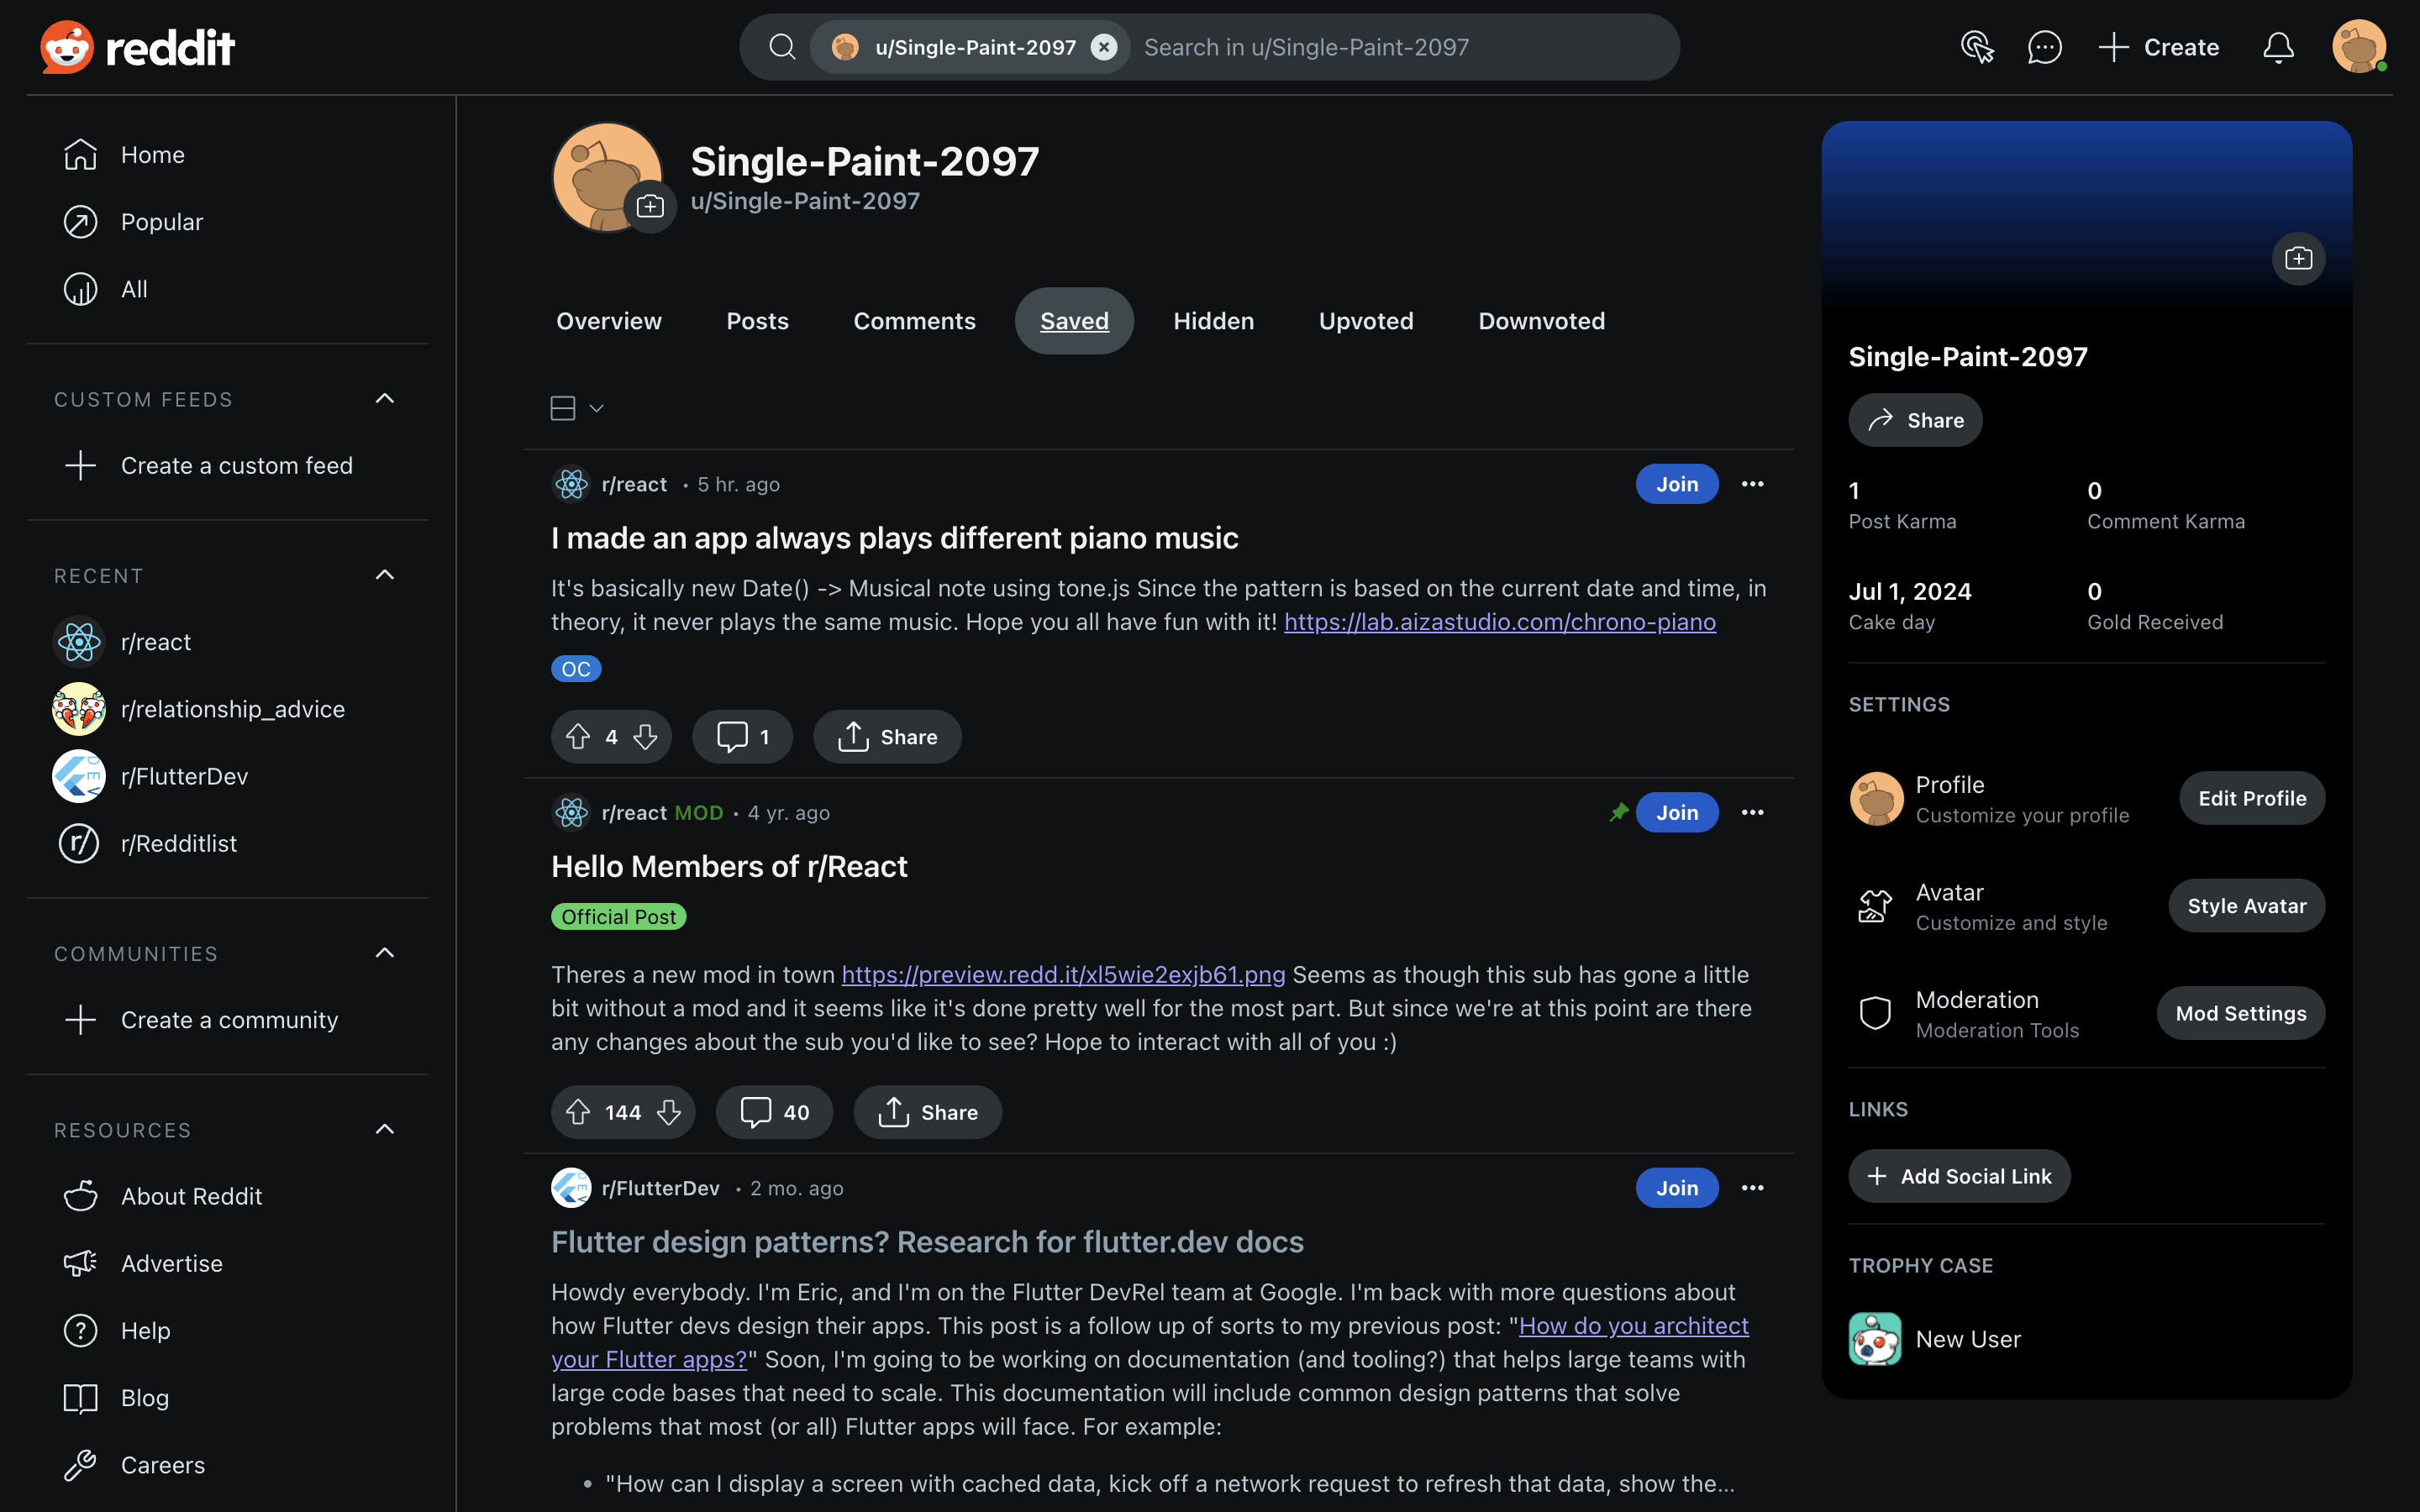 reddit
u/Single-Paint-2097
Search in u/Single-Paint-2097
Create
Home
Popular
All
CUSTOM FEEDS
Create a custom feed
RECENT
r/react
r/relationship_advice
r/FlutterDev
r/Redditlist
COMMUNITIES
Create a community
RESOURCES
About Reddit
Advertise
Help
Blog
Careers
Single-Paint-2097
u/Single-Paint-2097
Overview Posts Comments Saved Hidden Upvoted Downvoted
r/react • 5 hr. ago
Join
I made an app always plays different piano music
It's basically new Date() -> Musical note using tone.js Since the pattern is based on the current date and time, in
theory, it never plays the same music. Hope you all have fun with it! https://lab.aizastudio.com/chrono-piano
OC
4 1 Share
r/react MOD • 4 yr. ago
Join
Hello Members of r/React
Official Post
Theres a new mod in town https://preview.redd.it/xl5wie2exjb61.png Seems as though this sub has gone a little
bit without a mod and it seems like it's done pretty well for the most part. But since we're at this point are there
any changes about the sub you'd like to see? Hope to interact with all of you :)
144 40 Share
r/FlutterDev • 2 mo. ago
Join
Flutter design patterns? Research for flutter.dev docs
Howdy everybody. I'm Eric, and I'm on the Flutter DevRel team at Google. I'm back with more questions about
how Flutter devs design their apps. This post is a follow up of sorts to my previous post: "How do you architect
your Flutter apps?" Soon, I'm going to be working on documentation (and tooling?) that helps large teams with
large code bases that need to scale. This documentation will include common design patterns that solve
problems that most (or all) Flutter apps will face. For example:
• "How can I display a screen with cached data, kick off a network request to refresh that data, show the...
Single-Paint-2097
Share
1 0
Post Karma Comment Karma
Jul 1, 2024 0
Cake day Gold Received
SETTINGS
Profile
Customize your profile
Edit Profile
Avatar
Customize and style
Style Avatar
Moderation
Moderation Tools
Mod Settings
LINKS
Add Social Link
TROPHY CASE
New User